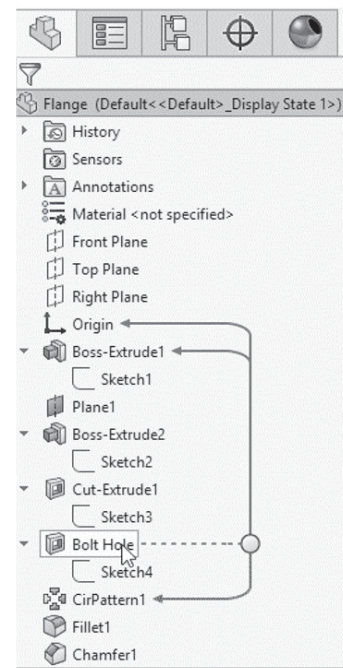 Flange (Default<<Default>_Display State 1>)
History
Sensors
Annotations
Material <not specified>
Front Plane
Top Plane
Right Plane
Origin
Boss-Extrude1
Sketch1
Plane1
Boss-Extrude2
Sketch2
Cut-Extrude1
Sketch3
Bolt Hole
Sketch4
CirPattern1
Fillet1
Chamfer1